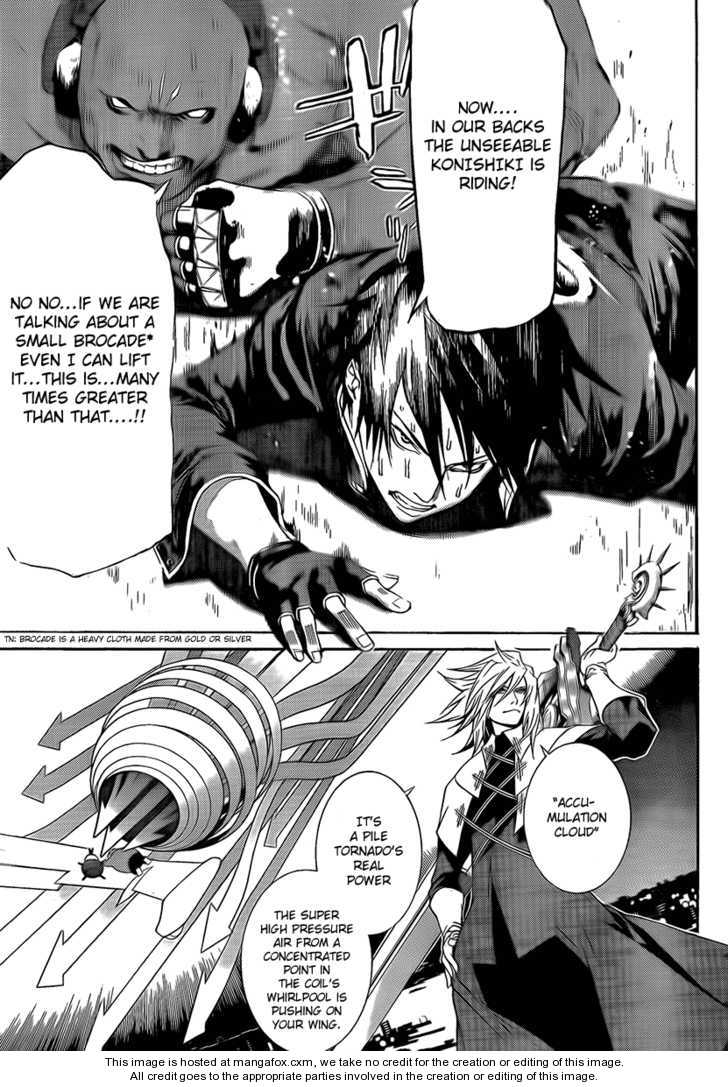 NOW....
IN OUR BACKS
THE UNSEEABLE
KONISHIKI IS
RIDING!
NO NO...IF WE ARE
TALKING ABOUT A
SMALL BROCADE*
EVEN I CAN LIFT
IT...THIS IS...MANY
TIMES GREATER
THAN THAT....!!
TN: BROCADE IS A HEAVY CLOTH MADE FROM GOLD OR SILVER
"ACCU-
MULATION
CLOUD"
IT'S
A PILE
TORNADO'S
REAL
POWER
THE SUPER
HIGH PRESSURE
AIR FROM A
CONCENTRATED
POINT IN
THE COIL'S
WHIRLPOOL IS
PUSHING ON
YOUR WING.
This image is hosted at mangafox.cxm, we take no credit for the creation or editing of this image.
All credit goes to the appropriate parties involved in the creation and editing of this image.